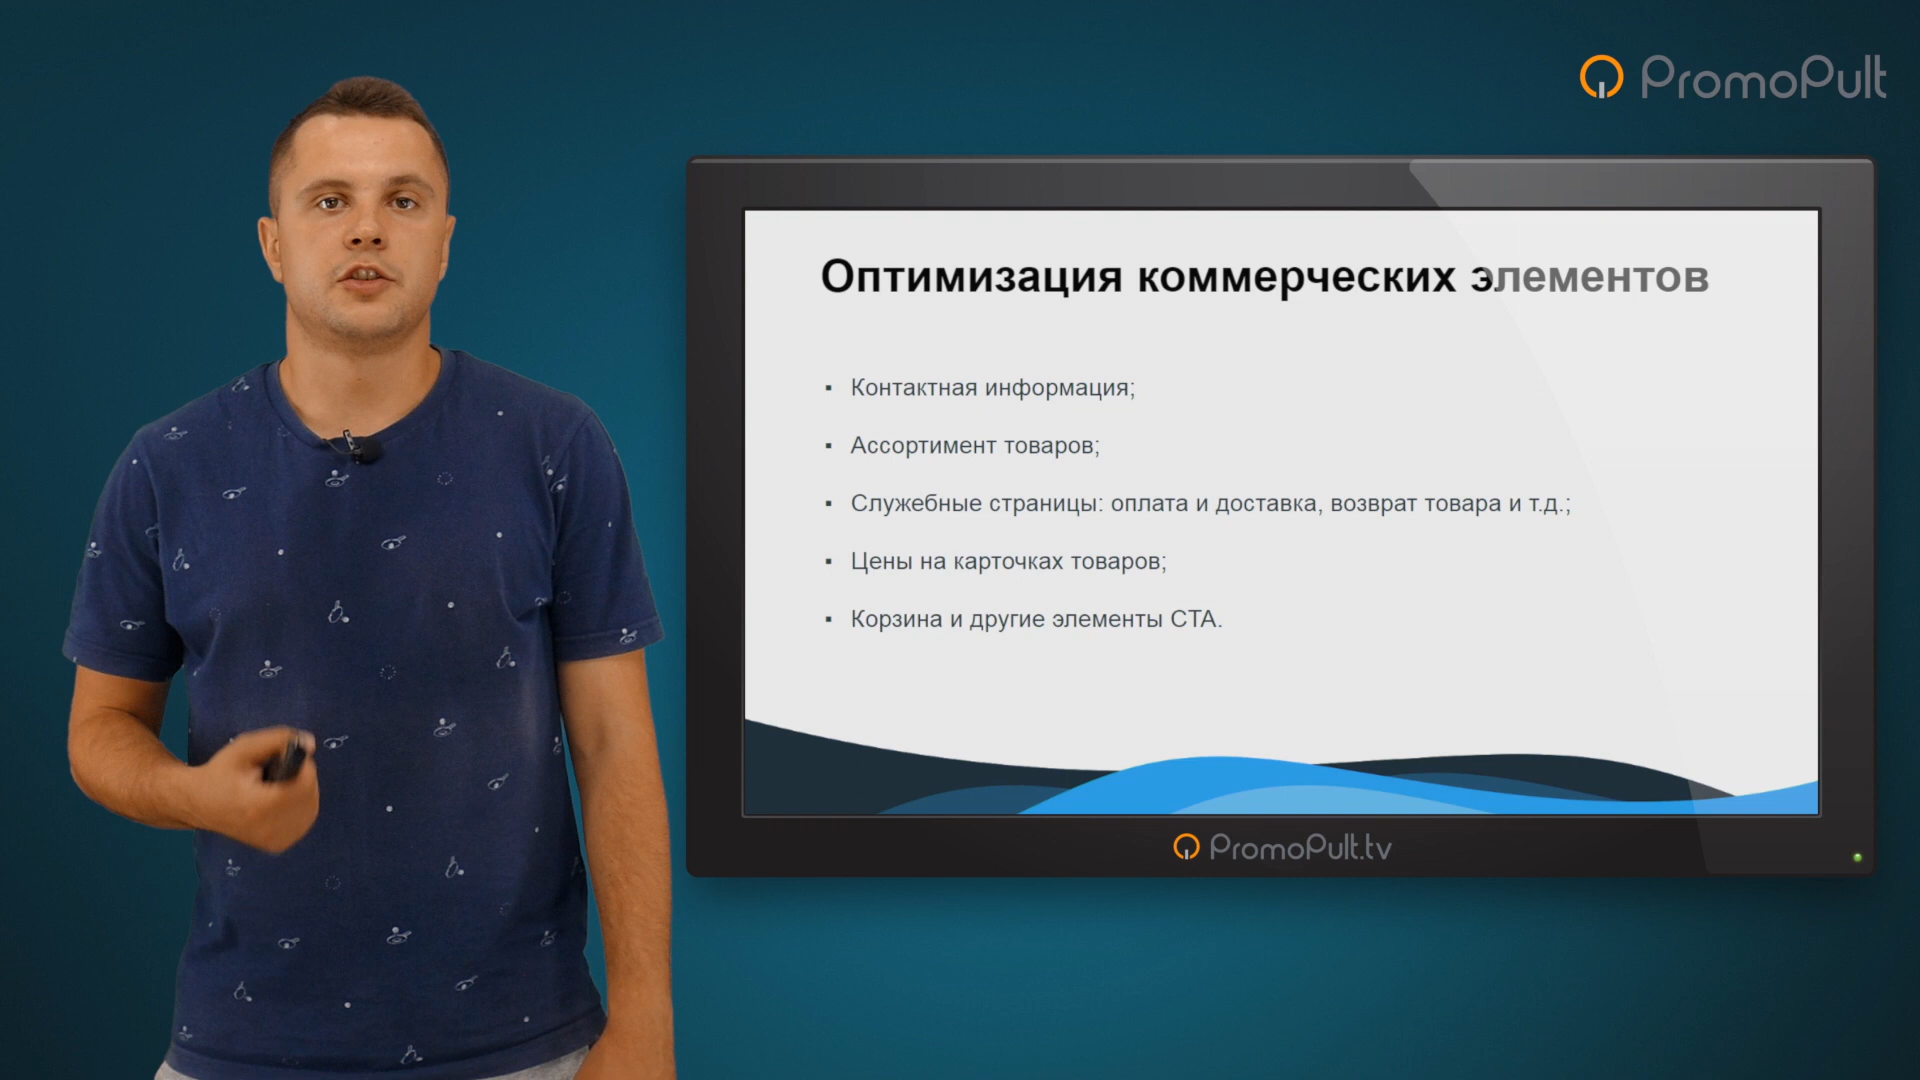 PromoPult
Оптимизация коммерческих элементов
▪ Контактная информация;
▪ Ассортимент товаров;
▪ Служебные страницы: оплата и доставка, возврат товара и т.д.;
▪ Цены на карточках товаров;
▪ Корзина и другие элементы CTA.
PromoPult.tv